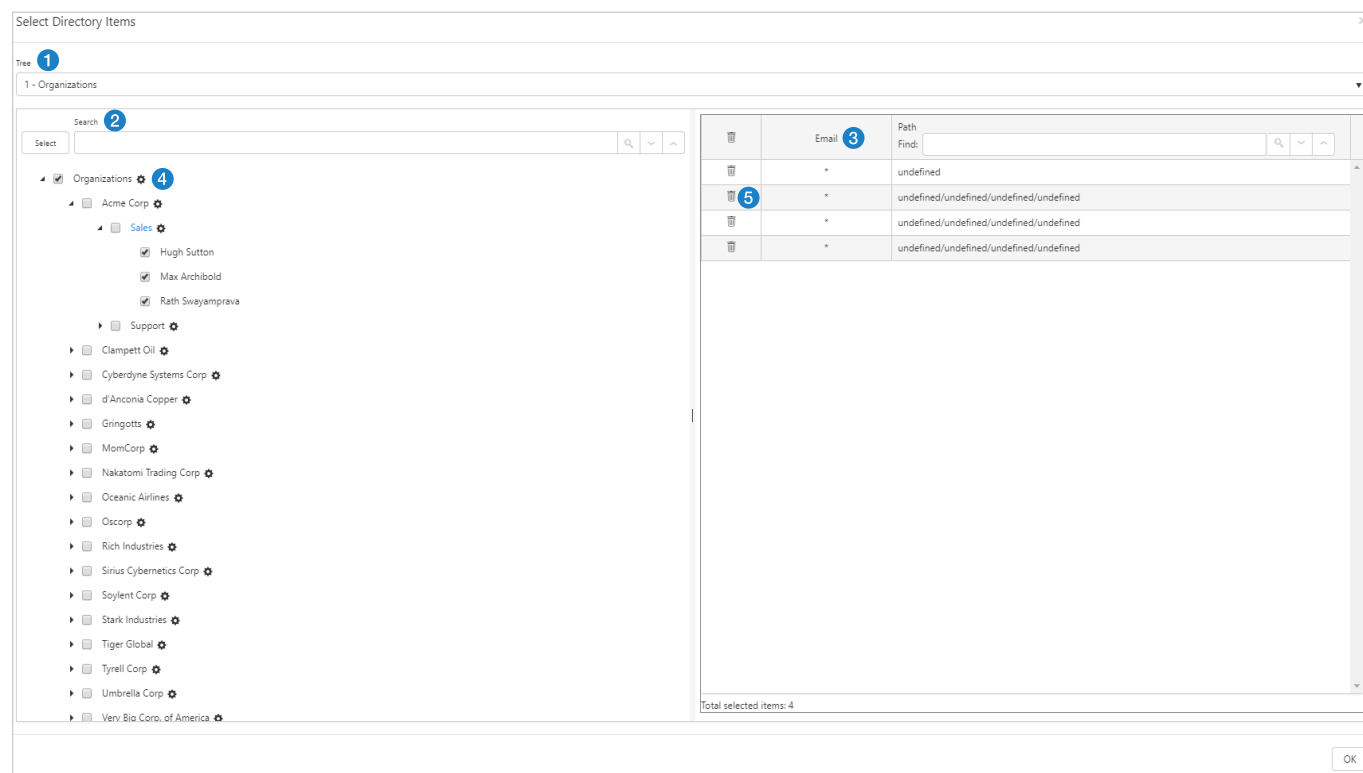 Select Directory Items
Tree 1
1 - Organizations
Search 2
Select
Organizations 4
Acme Corp
Sales
Hugh Sutton
Max Archibold
Rath Swayamprava
Support
Clampett Oil
Cyberdyne Systems Corp
d'Anconia Copper
Gringotts
MomCorp
Nakatomi Trading Corp
Oceanic Airlines
Oscorp
Rich Industries
Sirius Cybernetics Corp
Soylent Corp
Stark Industries
Tiger Global
Tyrell Corp
Umbrella Corp
Very Big Corp. of America
Email 3
Path
Find:
* undefined
5 * undefined/undefined/undefined/undefined
* undefined/undefined/undefined/undefined
* undefined/undefined/undefined/undefined
Total selected items: 4
OK